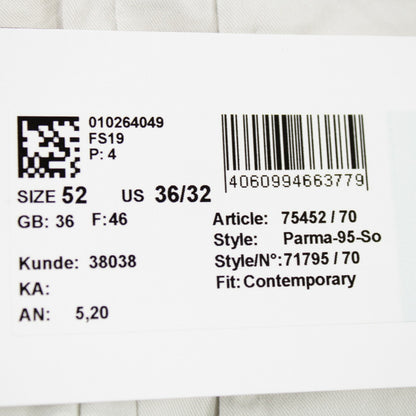 010264049
FS19
P: 4
4060994663779
SIZE 52 US 36/32
GB: 36 F: 46
Article: 75452 / 70
Style: Parma-95-So
Style/N°: 71795 / 70
Fit: Contemporary
Kunde: 38038
KA:
AN: 5,20